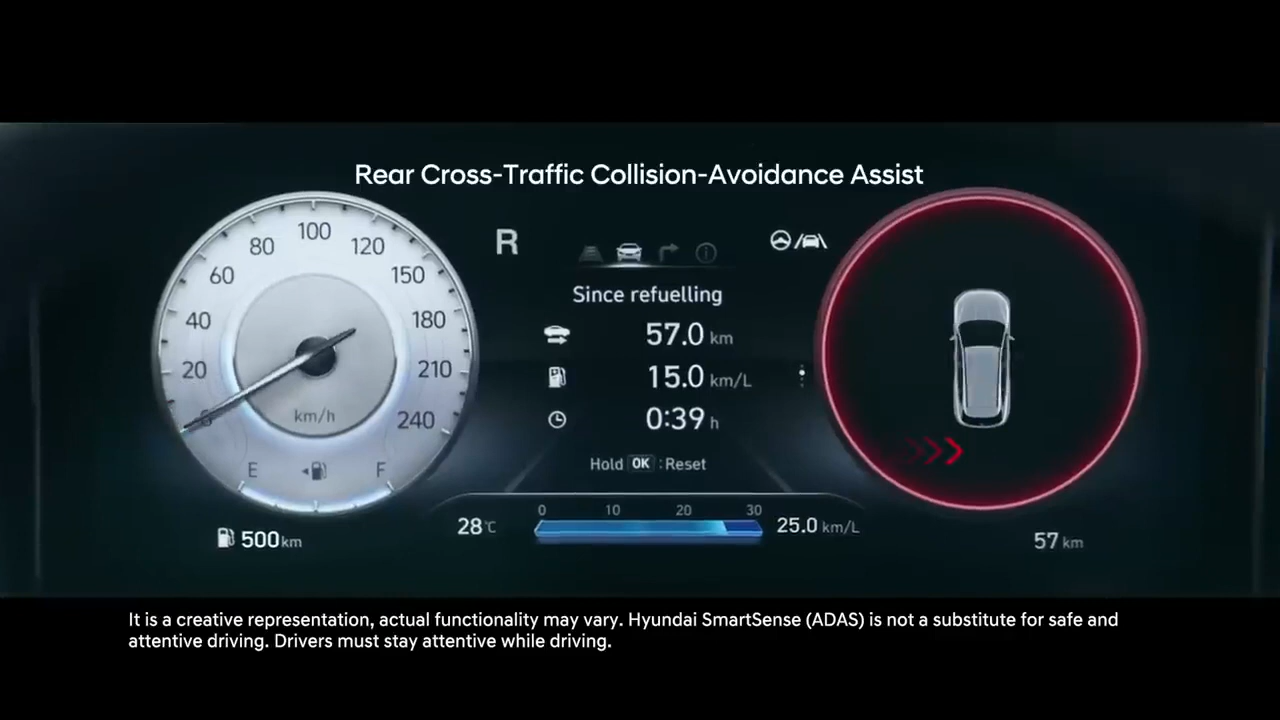 Rear Cross-Traffic Collision-Avoidance Assist
R
100
80
120
60
150
40
180
20
210
240
km/h
E
F
Since refuelling
57.0 km
15.0 km/L
0:39 h
Hold OK : Reset
0 10 20 30
28°C
25.0 km/L
500 km
57 km
It is a creative representation, actual functionality may vary. Hyundai SmartSense (ADAS) is not a substitute for safe and
attentive driving. Drivers must stay attentive while driving.